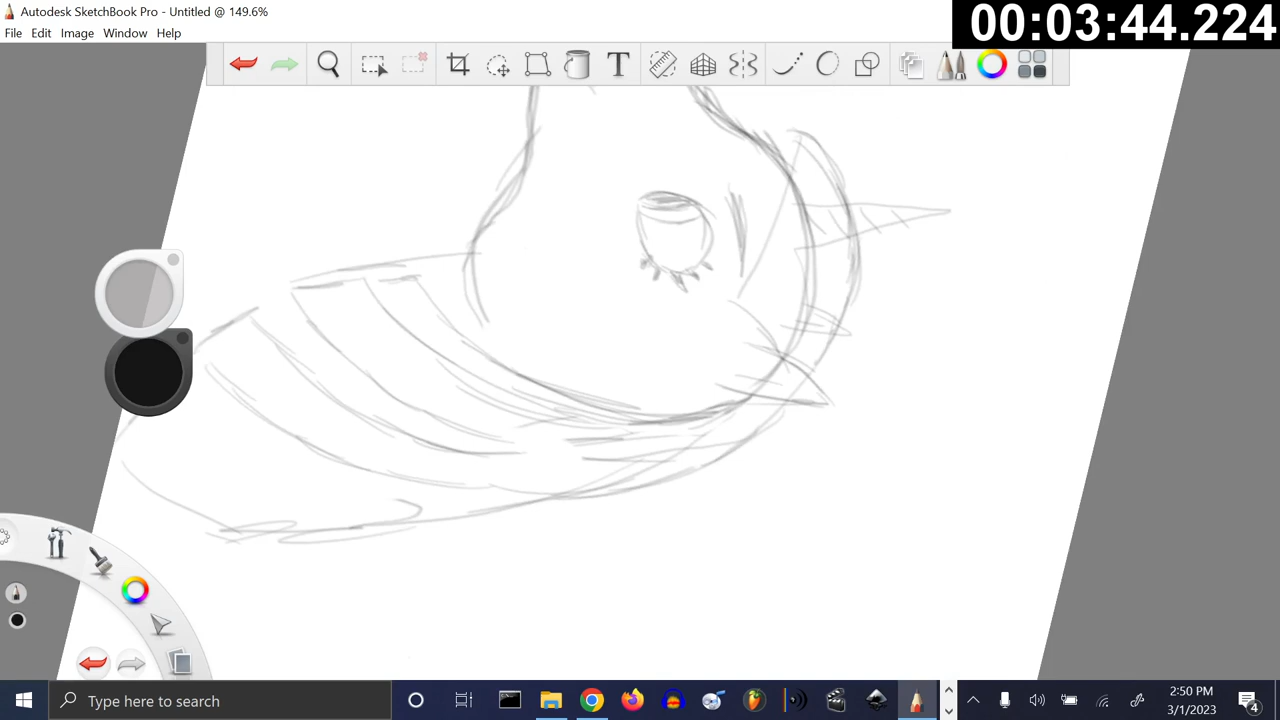 Autodesk SketchBook Pro - Untitled @ 149.6%
00:03:44.224
File Edit Image Window Help
T
Type here to search
2:50 PM
3/1/2023
4